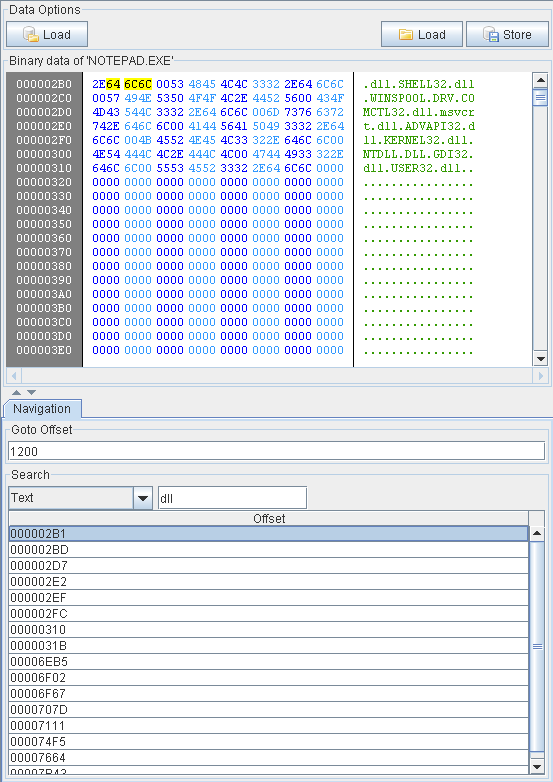 Data Options
Load Load Store
Binary data of 'NOTEPAD.EXE'
000002B0 2E64 6C6C 0053 4845 4C4C 3332 2E64 6C6C .dll.SHELL32.dll
000002C0 0057 494E 5350 4F4F 4C2E 4452 5600 434F .WINSPOOL.DRV.CO
000002D0 4D43 544C 3332 2E64 6C6C 006D 7376 6372 MCTL32.dll.msvcr
000002E0 742E 646C 6C00 4144 5641 5049 3332 2E64 t.dll.ADVAPI32.d
000002F0 6C6C 004B 4552 4E45 4C33 322E 646C 6C00 ll.KERNEL32.dll.
00000300 4E54 444C 4C2E 444C 4C00 4744 4933 322E NTDLL.DLL.GDI32.
00000310 646C 6C00 5553 4552 3332 2E64 6C6C 0000 dll.USER32.dll..
00000320 0000 0000 0000 0000 0000 0000 0000 0000 ................
00000330 0000 0000 0000 0000 0000 0000 0000 0000 ................
00000340 0000 0000 0000 0000 0000 0000 0000 0000 ................
00000350 0000 0000 0000 0000 0000 0000 0000 0000 ................
00000360 0000 0000 0000 0000 0000 0000 0000 0000 ................
00000370 0000 0000 0000 0000 0000 0000 0000 0000 ................
00000380 0000 0000 0000 0000 0000 0000 0000 0000 ................
00000390 0000 0000 0000 0000 0000 0000 0000 0000 ................
000003A0 0000 0000 0000 0000 0000 0000 0000 0000 ................
000003B0 0000 0000 0000 0000 0000 0000 0000 0000 ................
000003C0 0000 0000 0000 0000 0000 0000 0000 0000 ................
000003D0 0000 0000 0000 0000 0000 0000 0000 0000 ................
000003E0 0000 0000 0000 0000 0000 0000 0000 0000 ................
Navigation
Goto Offset
1200
Search
Text dll
Offset
000002B1
000002BD
000002D7
000002E2
000002EF
000002FC
00000310
0000031B
00006EB5
00006F02
00006F67
0000707D
00007111
000074F5
00007664